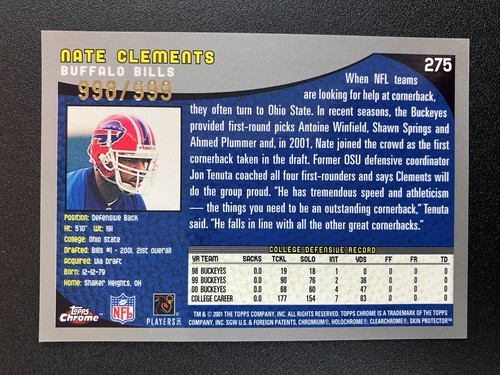 NATE CLEMENTS
BUFFALO BILLS
998/999
275
When NFL teams
are looking for help at cornerback,
they often turn to Ohio State. In recent seasons, the Buckeyes
provided first-round picks Antoine Winfield, Shawn Springs and
Ahmed Plummer and, in 2001, Nate joined the crowd as the first
cornerback taken in the draft. Former OSU defensive coordinator
Jon Tenuta coached all four first-rounders and says Clements will
do the group proud. "He has tremendous speed and athleticism
— the things you need to be an outstanding cornerback," Tenuta
said. "He falls in line with all the other great cornerbacks."
Position: Defensive Back
Ht: 5'10" Wt: 191
College: Ohio State
Drafted: Bills #1 - 2001, 21st overall
Acquired: Via Draft
Born: 12-12-79
Home: Shaker Heights, OH
COLLEGE DEFENSIVE RECORD
YR TEAM SACKS TCKL SOLO INT YDS FF FR TD
98 BUCKEYES 0.0 19 18 1 0 0 0 0
99 BUCKEYES 0.0 90 76 2 36 0 0 0
00 BUCKEYES 0.0 68 60 4 47 0 0 0
COLLEGE CAREER 0.0 177 154 7 83 0 0 0
Topps
Chrome
NFL
PLAYERS INC
TM & © 2001 THE TOPPS COMPANY, INC. ALL RIGHTS RESERVED. TOPPS CHROME IS A TRADEMARK OF THE TOPPS
COMPANY, INC. SGW U.S. & FOREIGN PATENTS, CHROMIUM®, HOLOCHROME®, CLEARCHROME®, SKIN PROTECTOR™